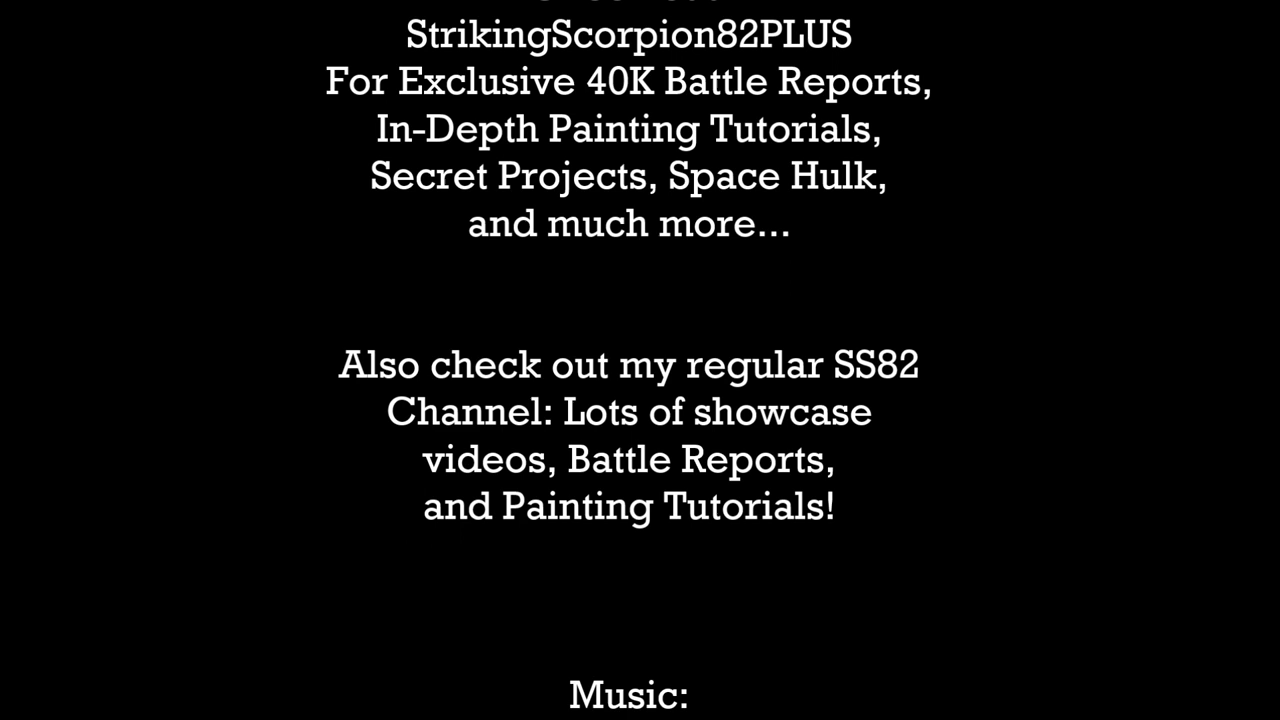 StrikingScorpion82PLUS
For Exclusive 40K Battle Reports,
In-Depth Painting Tutorials,
Secret Projects, Space Hulk,
and much more...
Also check out my regular SS82
Channel: Lots of showcase
videos, Battle Reports,
and Painting Tutorials!
Music: